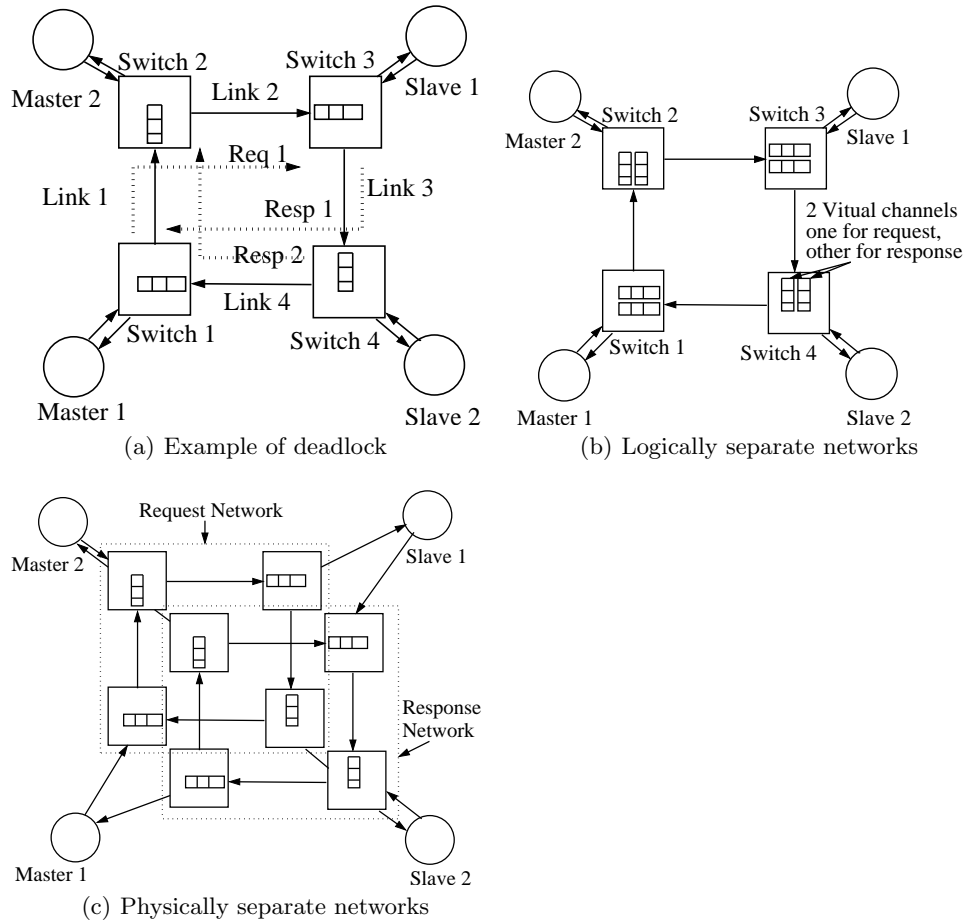 Switch 2
Switch 3
Master 2
Link 2
Slave 1
Req 1
Link 1
Link 3
Resp 1
Resp 2
Link 4
Switch 1
Switch 4
Master 1
Slave 2
(a) Example of deadlock
Switch 2
Switch 3
Master 2
Slave 1
2 Vitual channels
one for request,
other for response
Switch 1
Switch 4
Master 1
Slave 2
(b) Logically separate networks
Request Network
Master 2
Slave 1
Response
Network
Master 1
Slave 2
(c) Physically separate networks